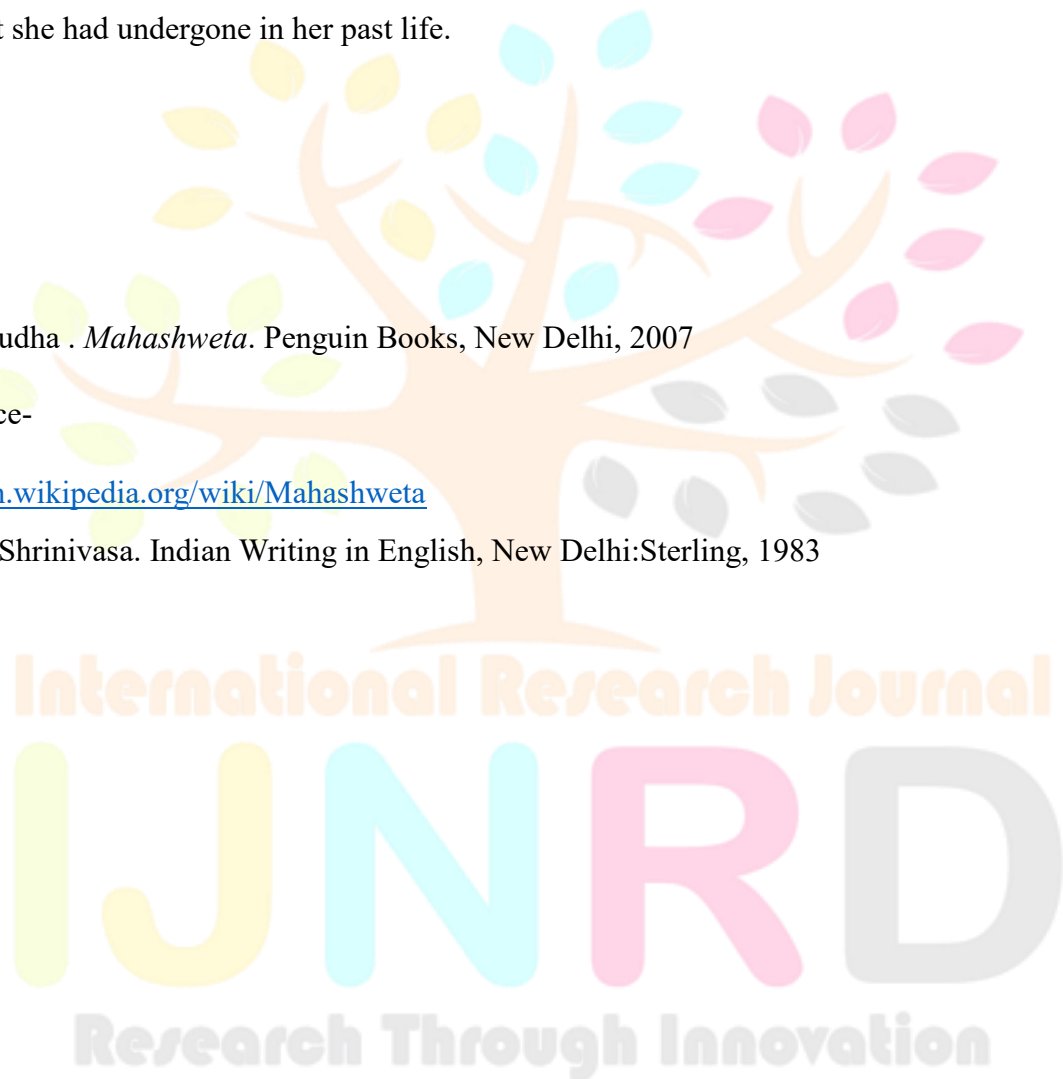 t she had undergone in her past life.
udha . Mahashweta. Penguin Books, New Delhi, 2007
ce-
n.wikipedia.org/wiki/Mahashweta
Shrinivasa. Indian Writing in English, New Delhi:Sterling, 1983
International Research Journal
IJNRD
Research Through Innovation